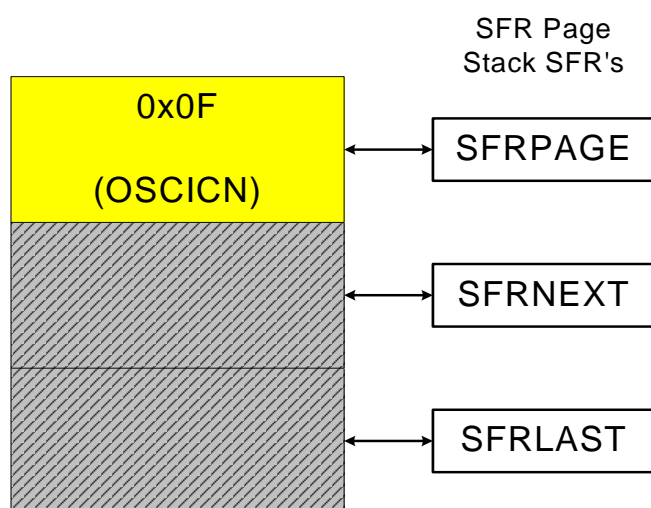 SFR Page
Stack SFR's
0x0F
(OSCICN)
SFRPAGE
SFRNEXT
SFRLAST